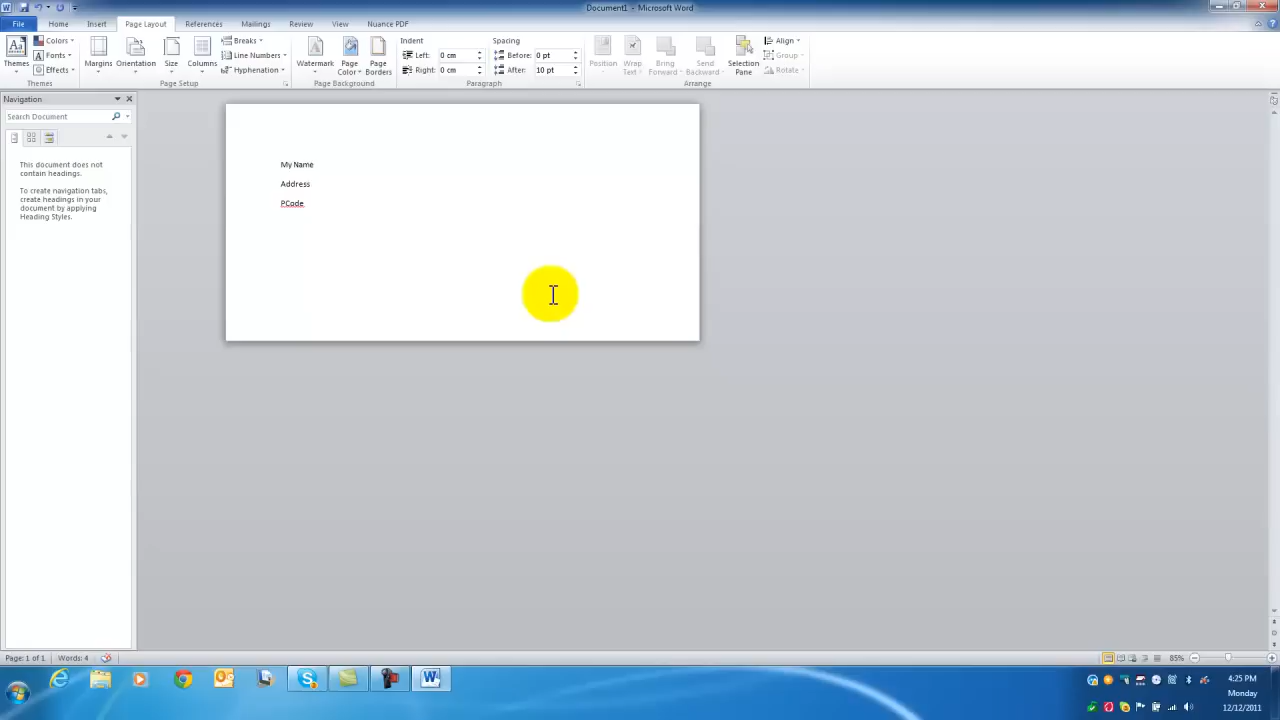 Document1 - Microsoft Word
File Home Insert Page Layout References Mailings Review View Nuance PDF
Themes
Colors
Fonts
Effects
Themes
Margins
Orientation
Size
Columns
Breaks
Line Numbers
Hyphenation
Page Setup
Watermark
Page
Color
Page
Borders
Page Background
Indent
Left: 0 cm
Right: 0 cm
Spacing
Before: 0 pt
After: 10 pt
Paragraph
Position
Wrap
Text
Bring
Forward
Send
Backward
Selection
Pane
Align
Group
Rotate
Arrange
Navigation
Search Document
This document does not
contain headings.
To create navigation tabs,
create headings in your
document by applying
Heading Styles.
My Name
Address
PCode
Page: 1 of 1
Words: 4
85%
4:25 PM
Monday
12/12/2011